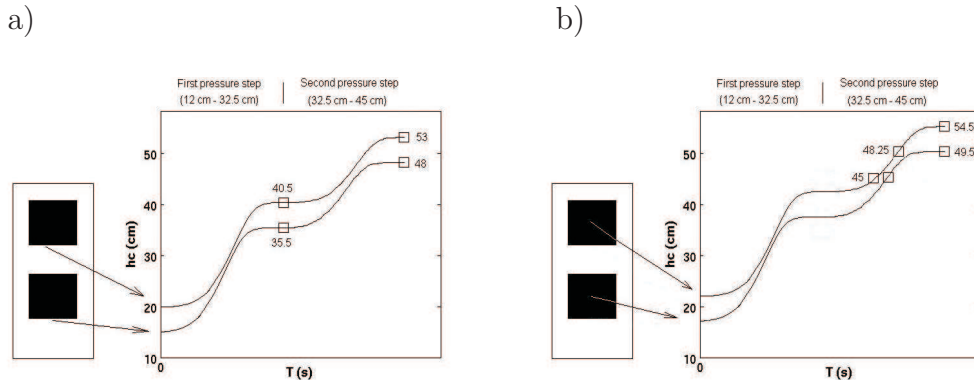 a)
First pressure step
(12 cm - 32.5 cm)
Second pressure step
(32.5 cm - 45 cm)
hc (cm)
50
40
30
20
10
40.5
35.5
53
48
0
T (s)
b)
First pressure step
(12 cm - 32.5 cm)
Second pressure step
(32.5 cm - 45 cm)
hc (cm)
50
40
30
20
10
48.25
45
54.5
49.5
0
T (s)